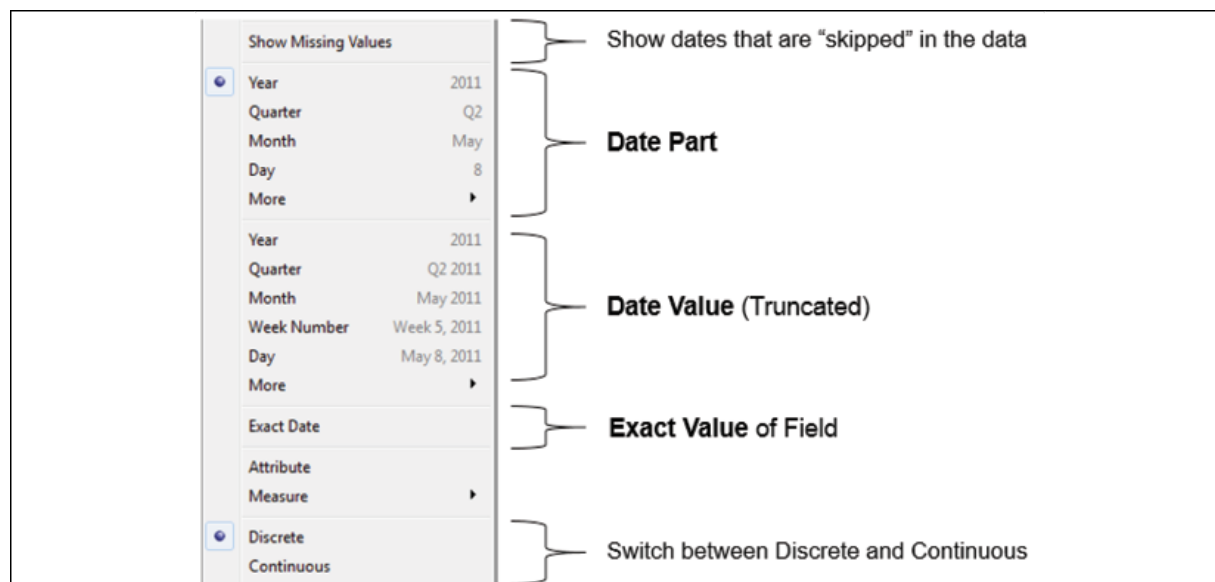 Show Missing Values
Show dates that are “skipped” in the data
Year 2011
Quarter Q2
Month May
Day 8
More
Date Part
Year 2011
Quarter Q2 2011
Month May 2011
Week Number Week 5, 2011
Day May 8, 2011
More
Date Value (Truncated)
Exact Date
Exact Value of Field
Attribute
Measure
Discrete
Continuous
Switch between Discrete and Continuous